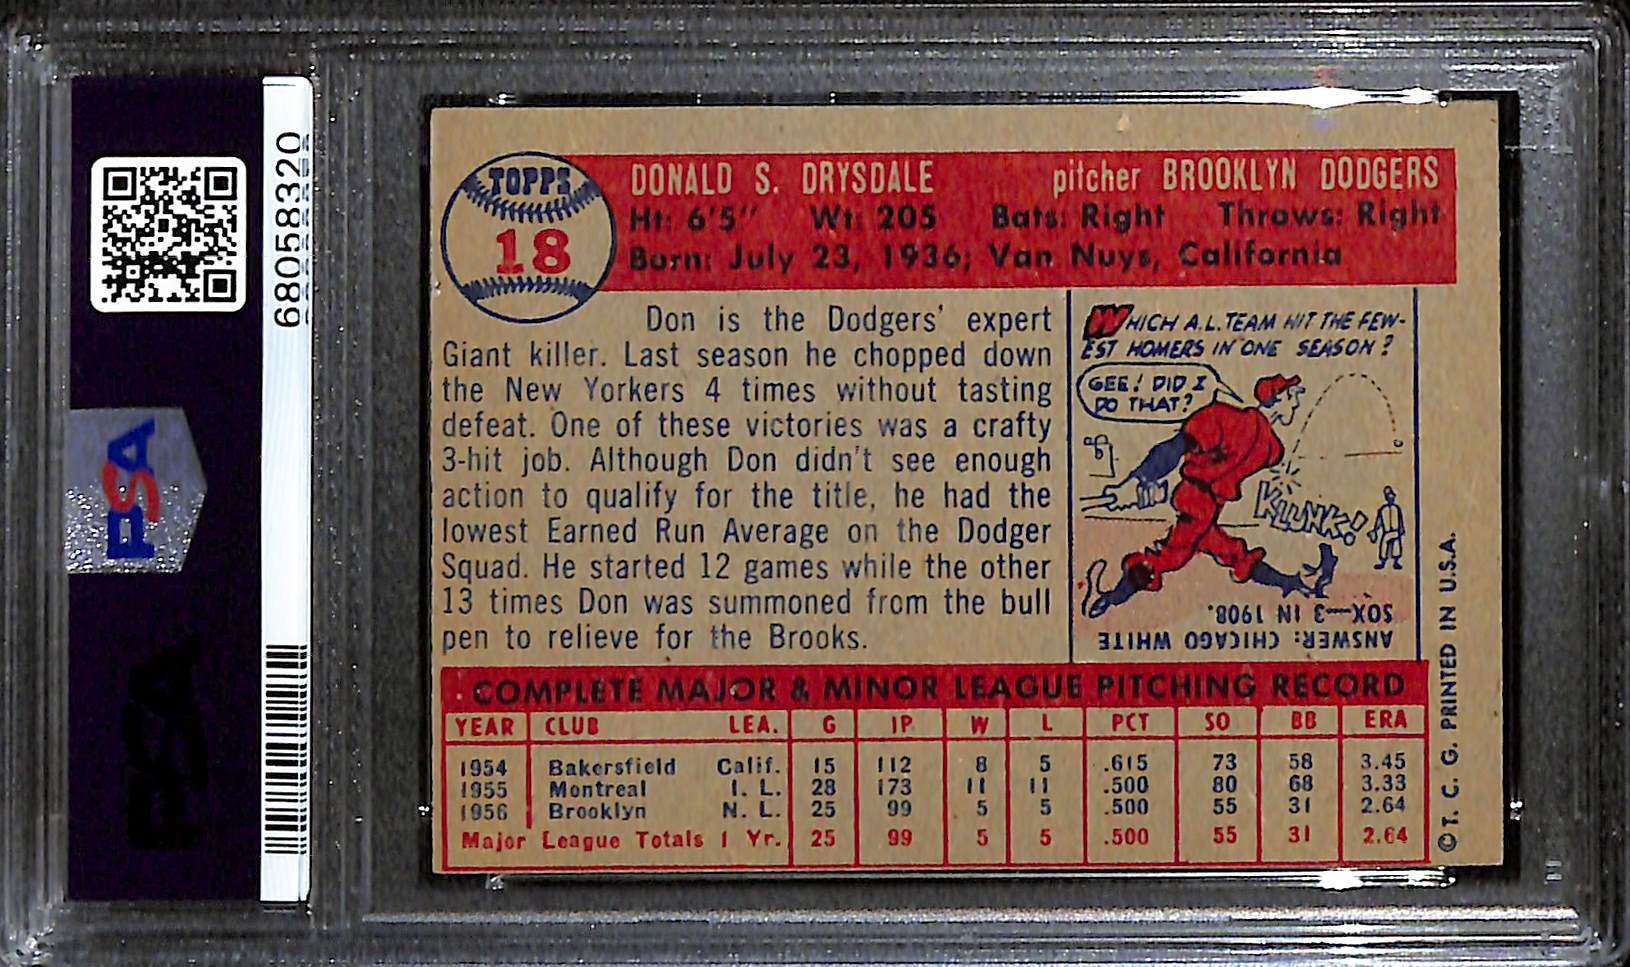 68058320
PSA
TOPPS
18
DONALD S. DRYSDALE pitcher BROOKLYN DODGERS
Ht: 6'5" Wt: 205 Bats: Right Throws: Right
Born: July 23, 1936; Van Nuys, California
Don is the Dodgers' expert
Giant killer. Last season he chopped down
the New Yorkers 4 times without tasting
defeat. One of these victories was a crafty
3-hit job. Although Don didn't see enough
action to qualify for the title, he had the
lowest Earned Run Average on the Dodger
Squad. He started 12 games while the other
13 times Don was summoned from the bull
pen to relieve for the Brooks.
WHICH A.L. TEAM HIT THE FEW-
EST HOMERS IN ONE SEASON?
GEE! DID I
DO THAT?
KLUNK!
ANSWER: CHICAGO WHITE
SOX—3 IN 1908.
COMPLETE MAJOR & MINOR LEAGUE PITCHING RECORD
YEAR CLUB LEA. G IP W L PCT SO BB ERA
1954 Bakersfield Calif. 15 112 8 5 .615 73 58 3.45
1955 Montreal I. L. 28 173 11 11 .500 80 68 3.33
1956 Brooklyn N. L. 25 99 5 5 .500 55 31 2.64
Major League Totals 1 Yr. 25 99 5 5 .500 55 31 2.64
©T. C. G. PRINTED IN U.S.A.
PSA